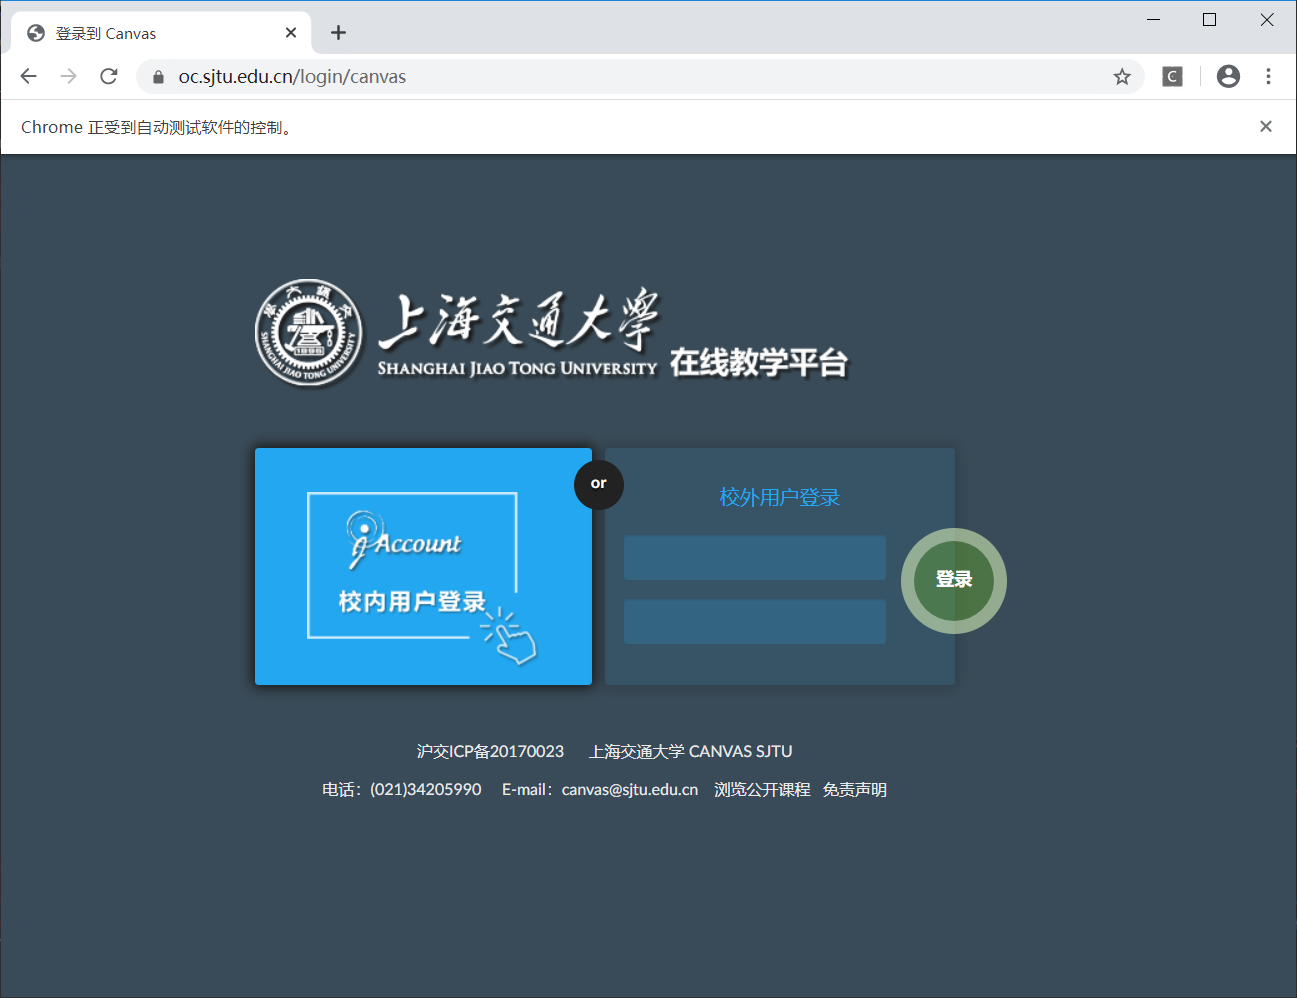 登录到 Canvas
oc.sjtu.edu.cn/login/canvas
C
Chrome 正受到自动测试软件的控制。
上海交通大學
SHANGHAI JIAO TONG UNIVERSITY
在线教学平台
SHANGHAI JIAO TONG UNIVERSITY
1896
jAccount
校内用户登录
or
校外用户登录
登录
沪交ICP备20170023 上海交通大学 CANVAS SJTU
电话：(021)34205990 E-mail：canvas@sjtu.edu.cn 浏览公开课程 免责声明